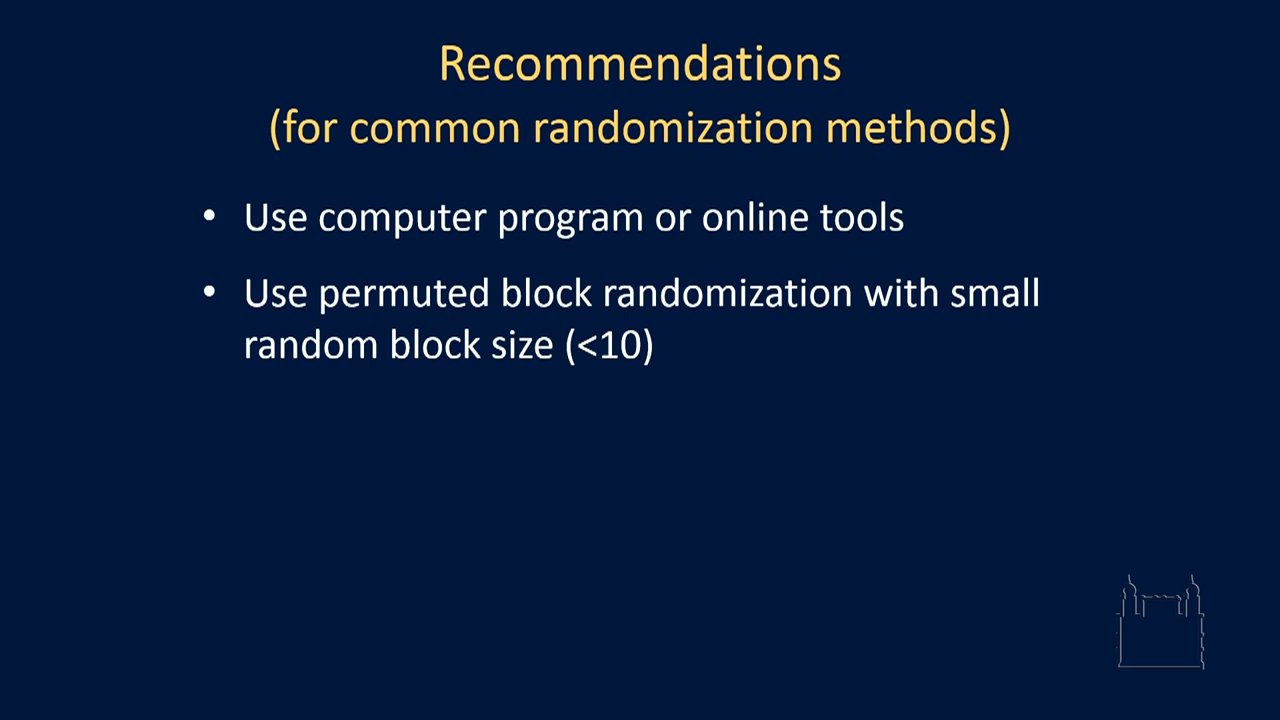 Recommendations
(for common randomization methods)
• Use computer program or online tools
• Use permuted block randomization with small
random block size (<10)